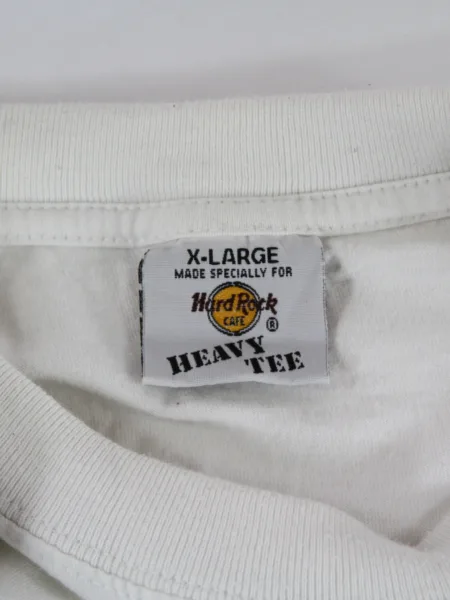 X-LARGE
MADE SPECIALLY FOR
Hard Rock
CAFE ®
HEAVY
TEE